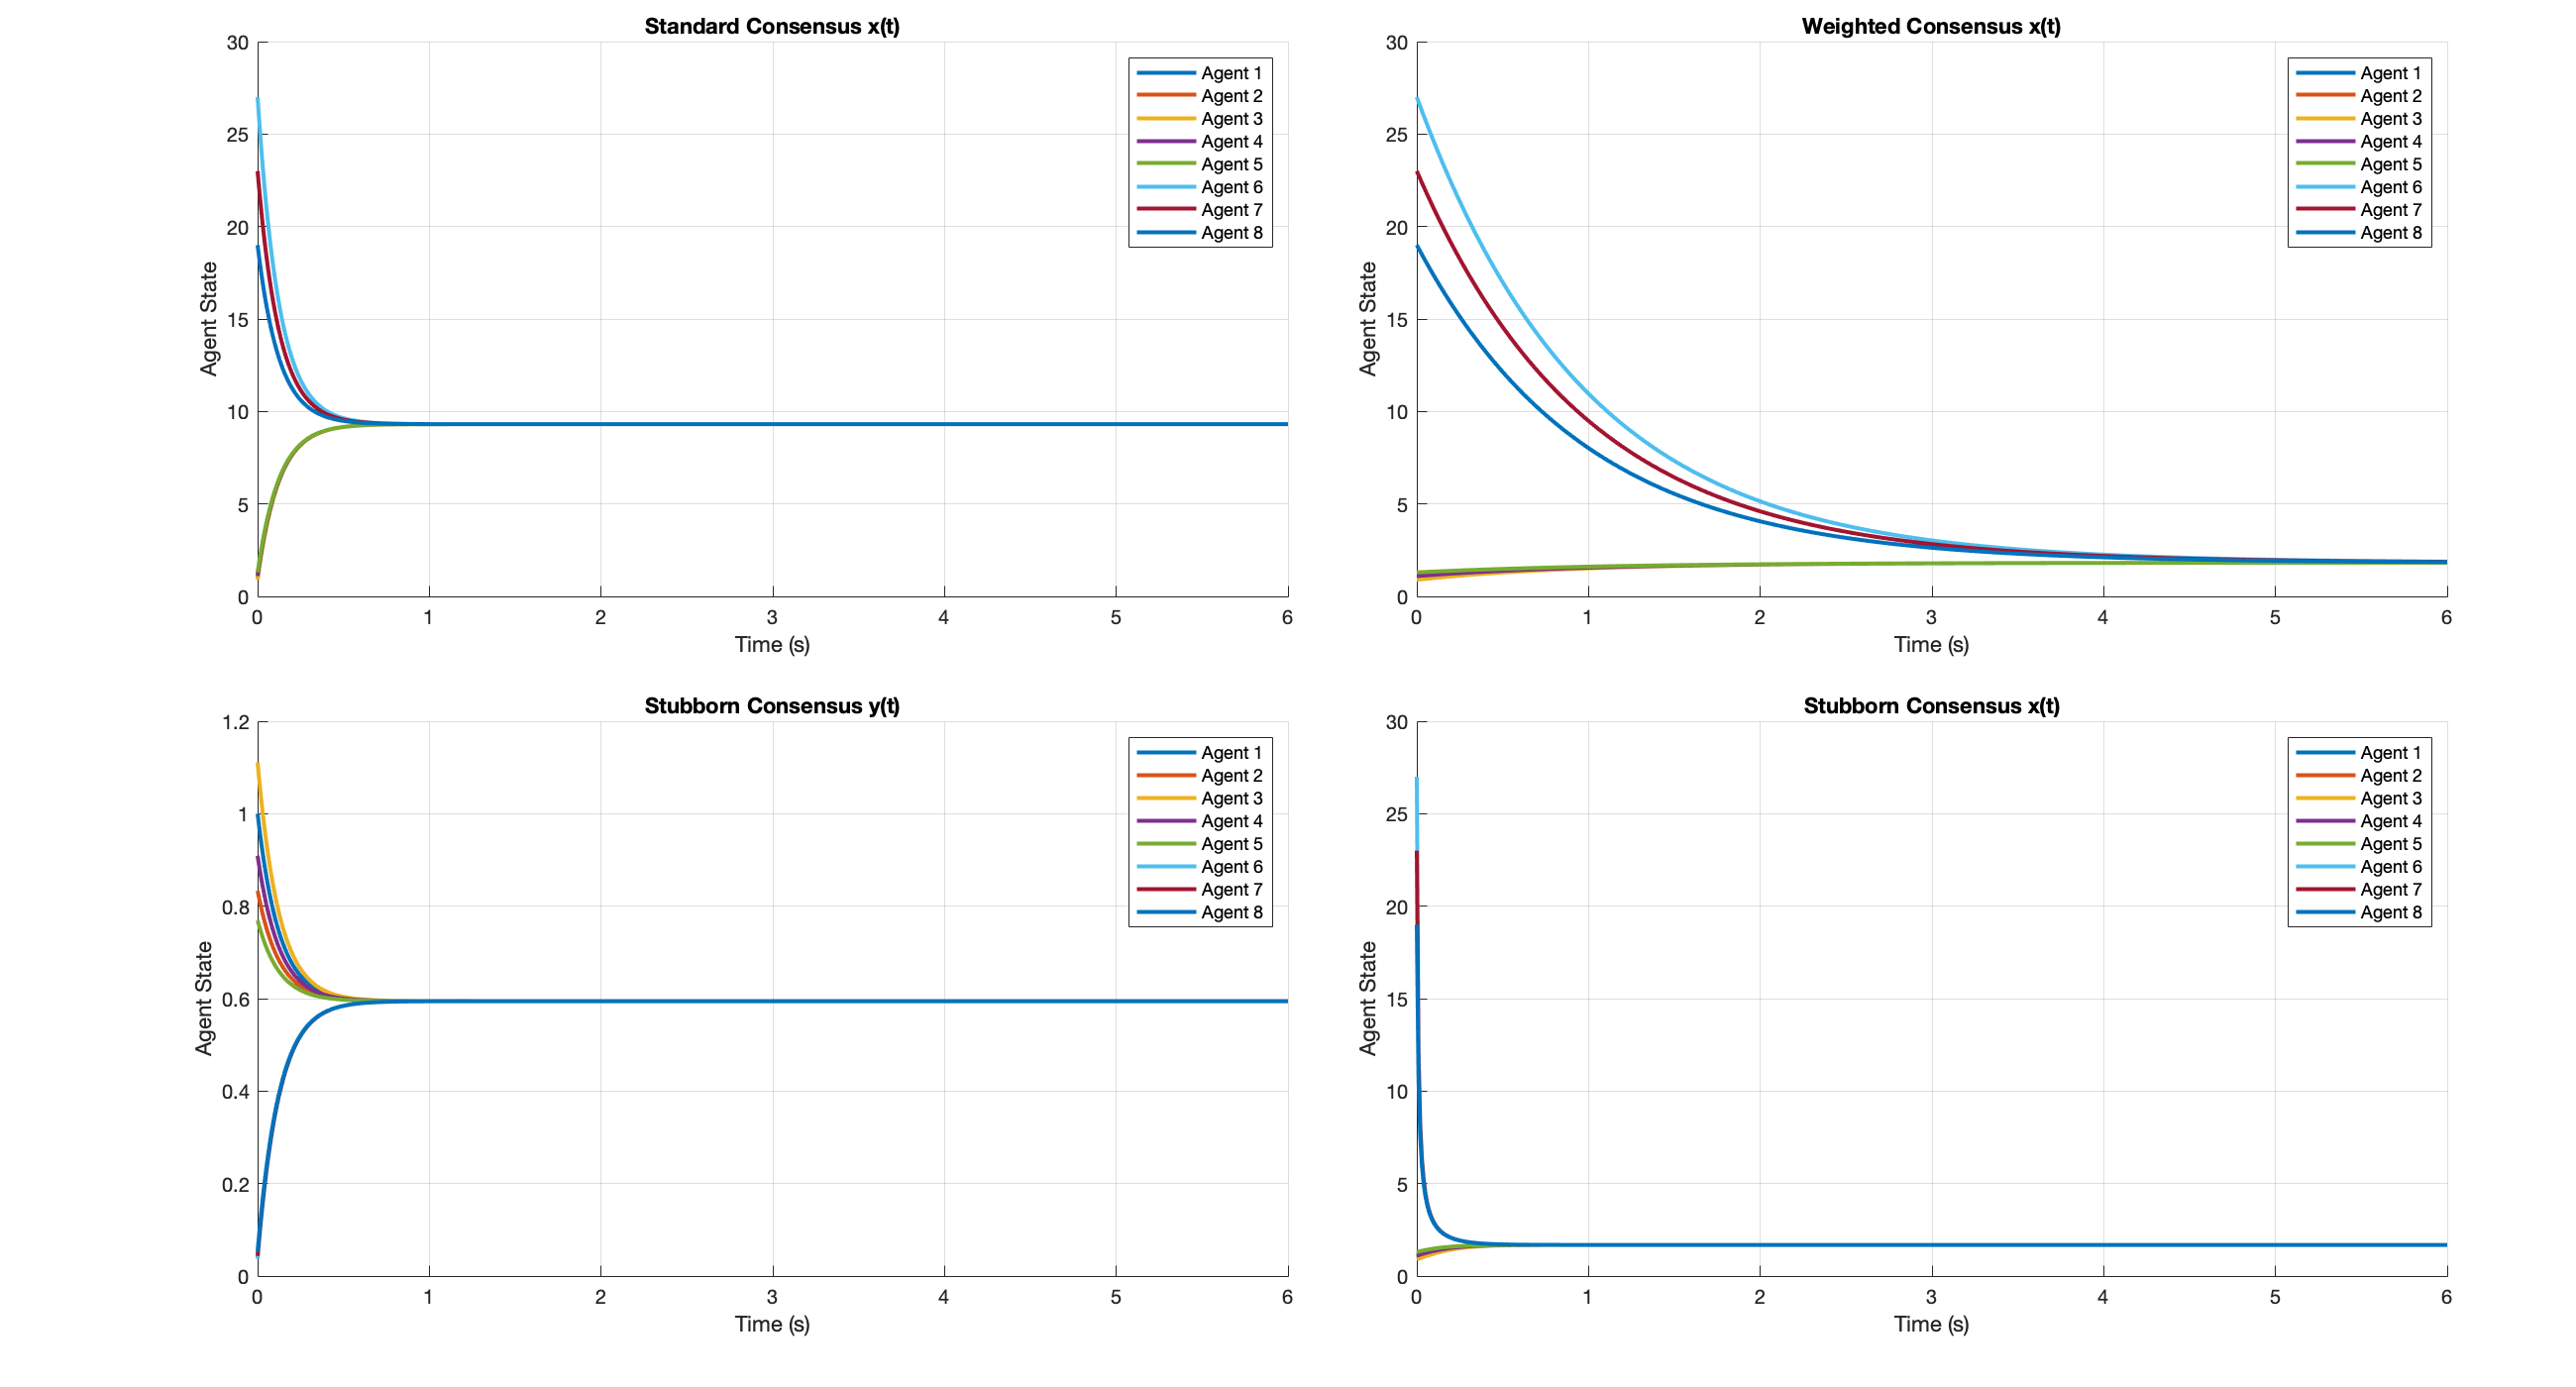 Standard Consensus x(t)
30
25
20
15
10
5
0
Agent State
0 1 2 3 4 5 6
Time (s)
Agent 1
Agent 2
Agent 3
Agent 4
Agent 5
Agent 6
Agent 7
Agent 8
Weighted Consensus x(t)
30
25
20
15
10
5
0
Agent State
0 1 2 3 4 5 6
Time (s)
Agent 1
Agent 2
Agent 3
Agent 4
Agent 5
Agent 6
Agent 7
Agent 8
Stubborn Consensus y(t)
1.2
1
0.8
0.6
0.4
0.2
0
Agent State
0 1 2 3 4 5 6
Time (s)
Agent 1
Agent 2
Agent 3
Agent 4
Agent 5
Agent 6
Agent 7
Agent 8
Stubborn Consensus x(t)
30
25
20
15
10
5
0
Agent State
0 1 2 3 4 5 6
Time (s)
Agent 1
Agent 2
Agent 3
Agent 4
Agent 5
Agent 6
Agent 7
Agent 8